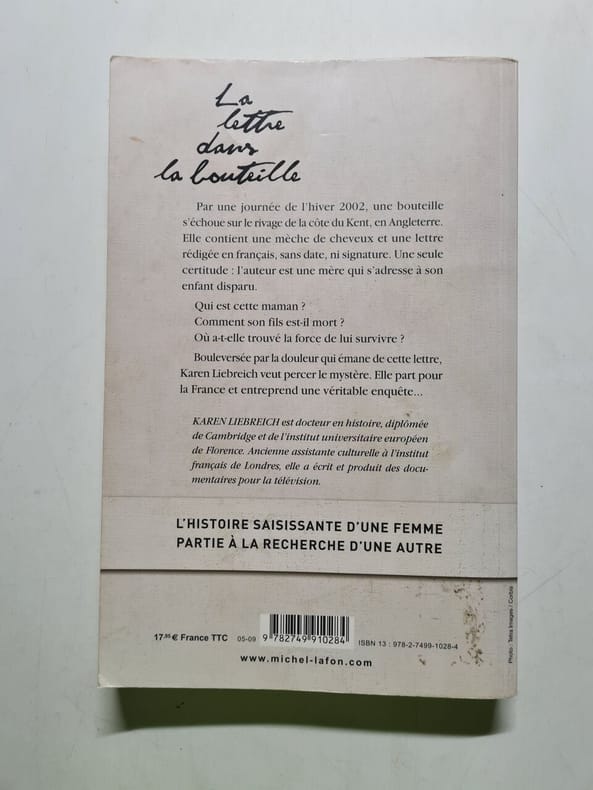 La
lettre
dans
la bouteille
Par une journée de l'hiver 2002, une bouteille
s'échoue sur le rivage de la côte du Kent, en Angleterre.
Elle contient une mèche de cheveux et une lettre
rédigée en français, sans date, ni signature. Une seule
certitude : l'auteur est une mère qui s'adresse à son
enfant disparu.
Qui est cette maman ?
Comment son fils est-il mort ?
Où a-t-elle trouvé la force de lui survivre ?
Bouleversée par la douleur qui émane de cette lettre,
Karen Liebreich veut percer le mystère. Elle part pour
la France et entreprend une véritable enquête...
KAREN LIEBREICH est docteur en histoire, diplômée
de Cambridge et de l'institut universitaire européen
de Florence. Ancienne assistante culturelle à l'institut
français de Londres, elle a écrit et produit des docu-
mentaires pour la télévision.
L'HISTOIRE SAISISSANTE D'UNE FEMME
PARTIE À LA RECHERCHE D'UNE AUTRE
17,95 € France TTC
05-09
9 782749 910284
ISBN 13 : 978-2-7499-1028-4
www.michel-lafon.com
Photo : Tetra Images / Corbis